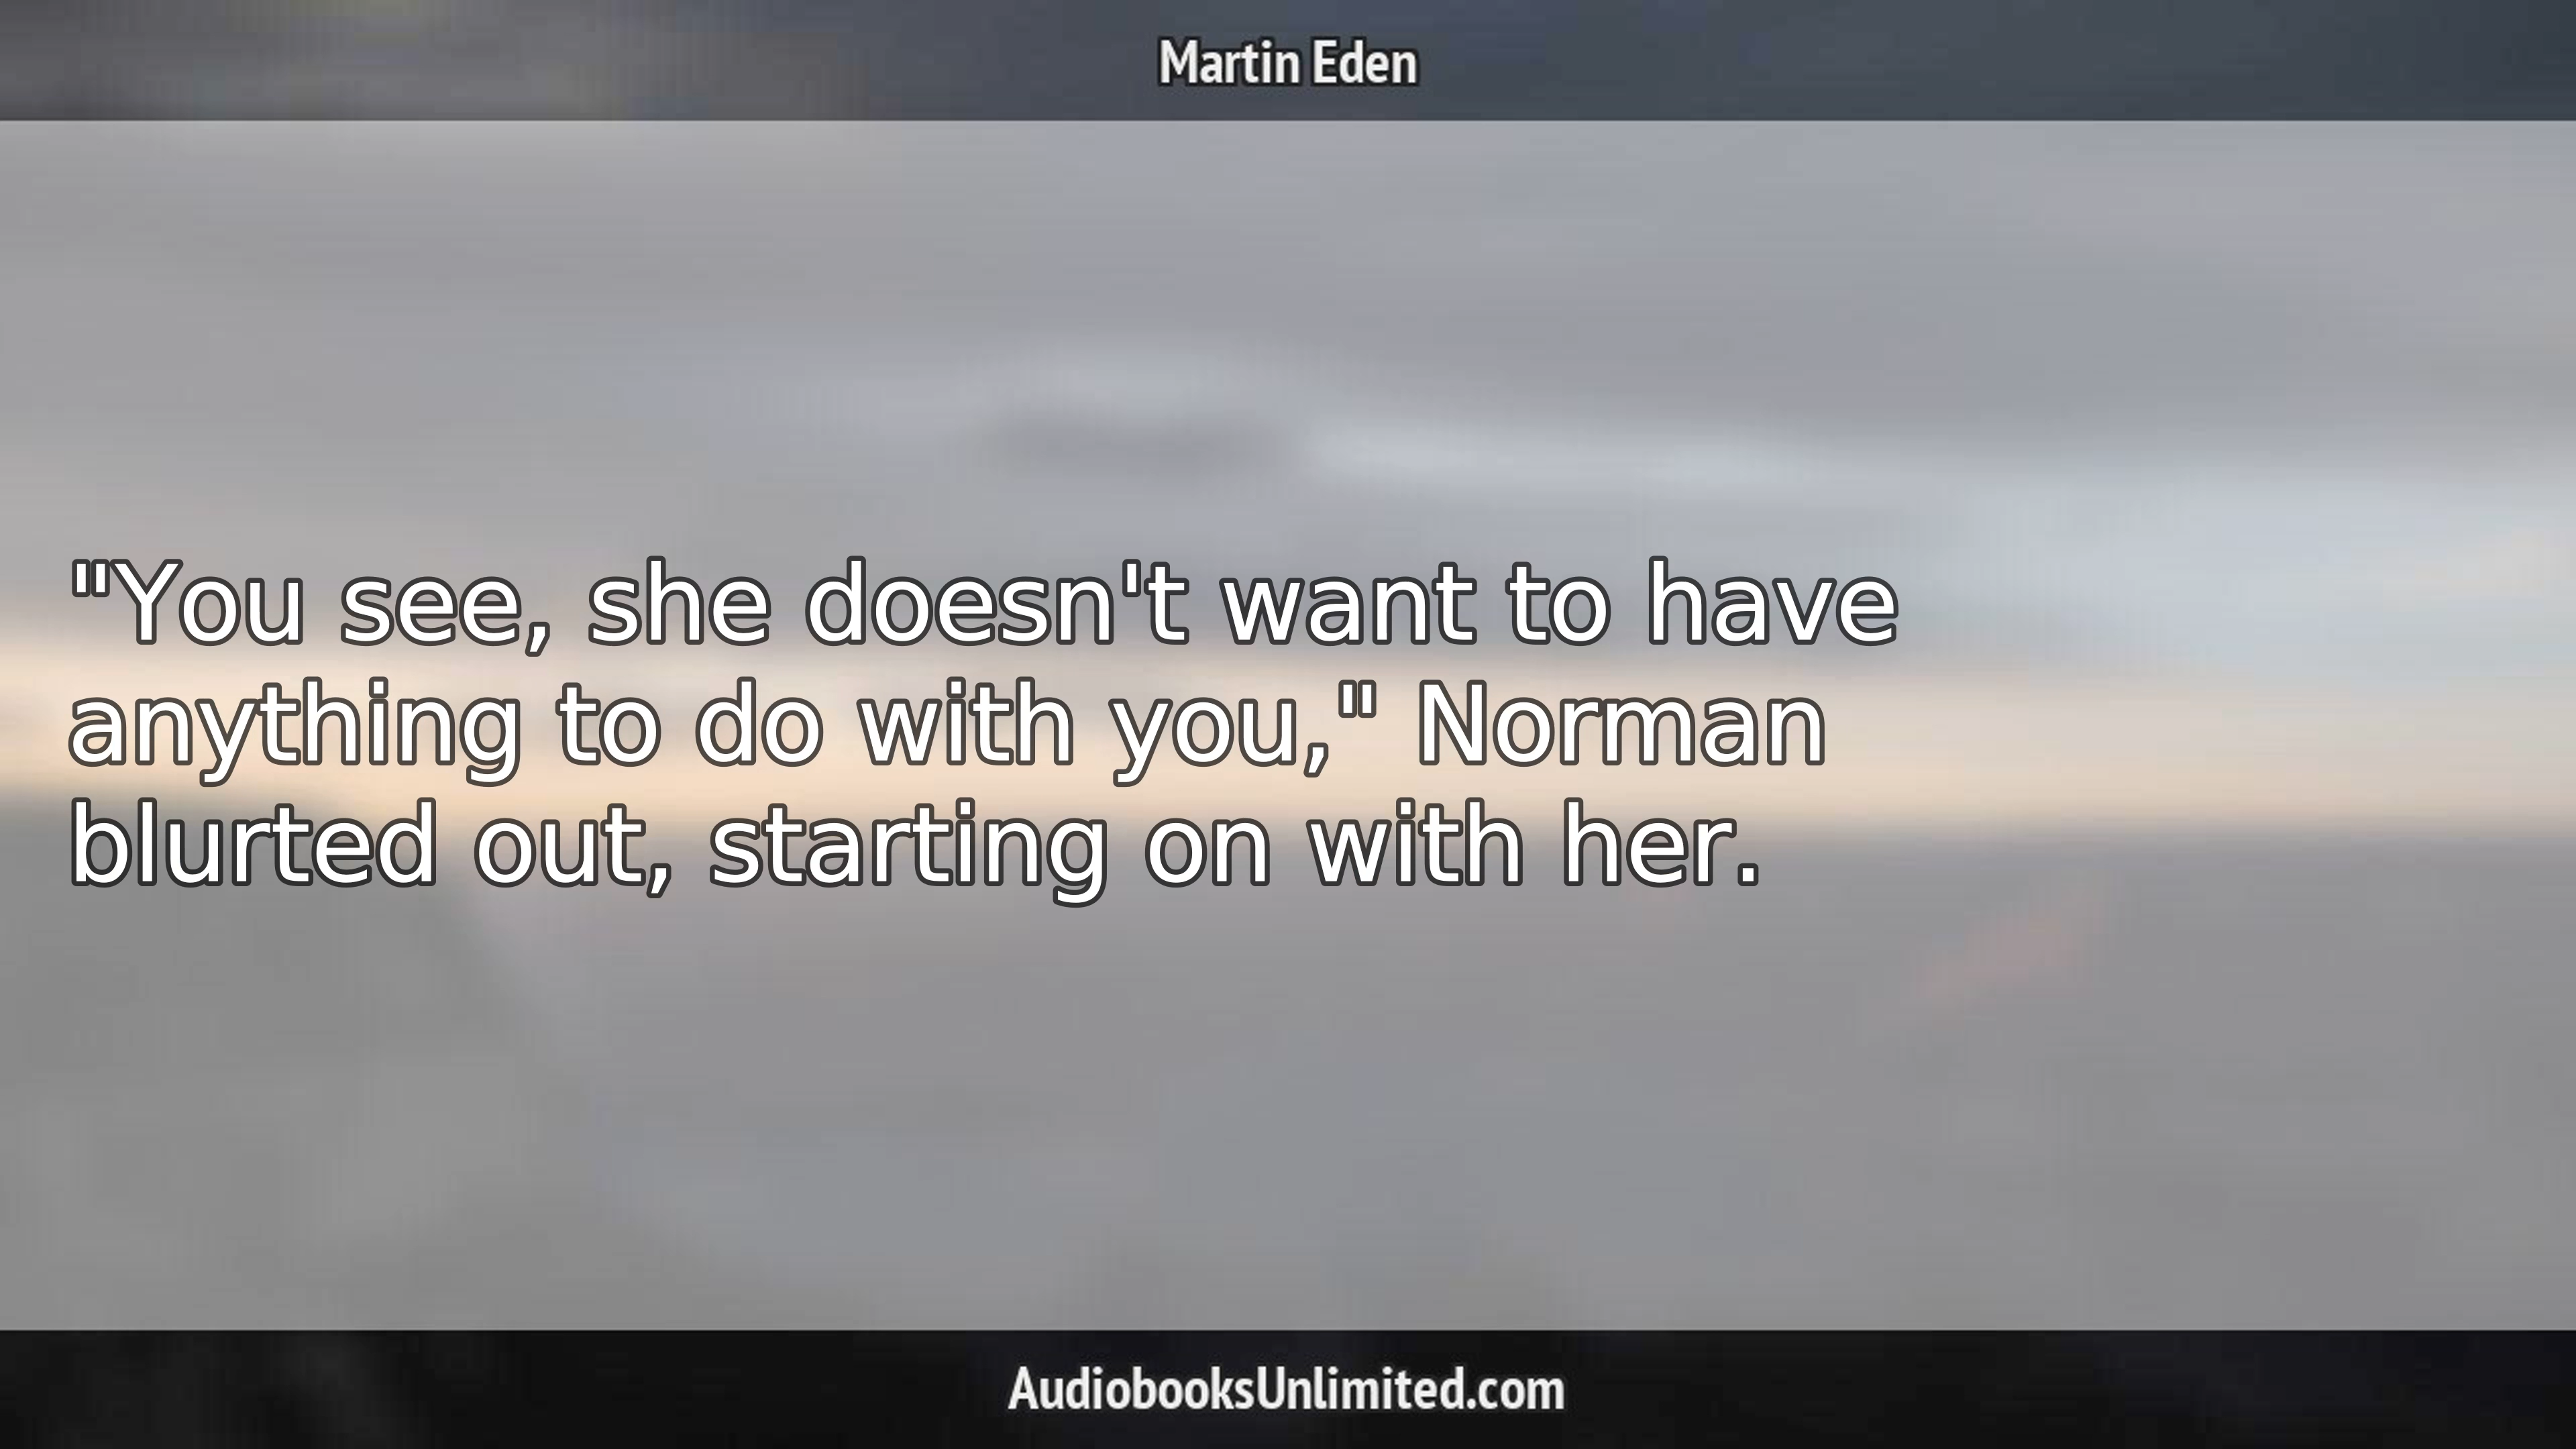 Martin Eden
"You see, she doesn't want to have
anything to do with you," Norman
blurted out, starting on with her.
AudiobooksUnlimited.com